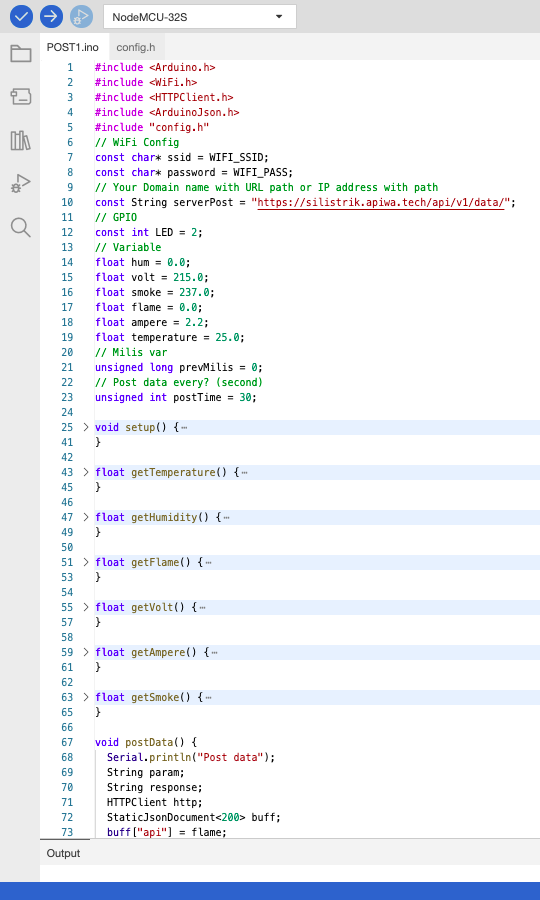 NodeMCU-32S
POST1.ino config.h
1 #include <Arduino.h>
2 #include <WiFi.h>
3 #include <HTTPClient.h>
4 #include <ArduinoJson.h>
5 #include "config.h"
6 // WiFi Config
7 const char* ssid = WIFI_SSID;
8 const char* password = WIFI_PASS;
9 // Your Domain name with URL path or IP address with path
10 const String serverPost = "https://silistrik.apiwa.tech/api/v1/data/";
11 // GPIO
12 const int LED = 2;
13 // Variable
14 float hum = 0.0;
15 float volt = 215.0;
16 float smoke = 237.0;
17 float flame = 0.0;
18 float ampere = 2.2;
19 float temperature = 25.0;
20 // Milis var
21 unsigned long prevMilis = 0;
22 // Post data every? (second)
23 unsigned int postTime = 30;
24
25 void setup() {⋯
41 }
42
43 float getTemperature() {⋯
45 }
46
47 float getHumidity() {⋯
49 }
50
51 float getFlame() {⋯
53 }
54
55 float getVolt() {⋯
57 }
58
59 float getAmpere() {⋯
61 }
62
63 float getSmoke() {⋯
65 }
66
67 void postData() {
68 Serial.println("Post data");
69 String param;
70 String response;
71 HTTPClient http;
72 StaticJsonDocument<200> buff;
73 buff["api"] = flame;
Output